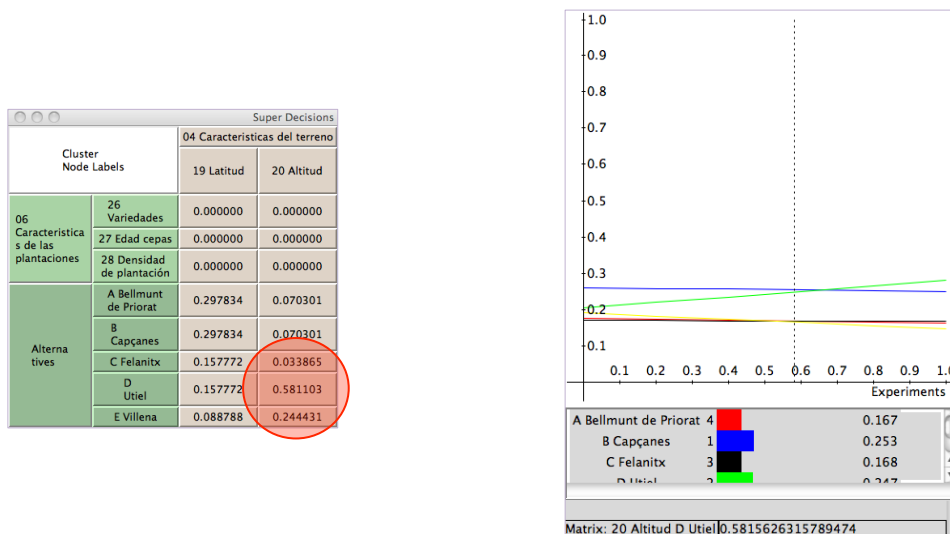 Super Decisions
Cluster
Node Labels
04 Caracteristicas del terreno
19 Latitud 20 Altitud
06
Caracteristica
s de las
plantaciones
26
Variedades 0.000000 0.000000
27 Edad cepas 0.000000 0.000000
28 Densidad
de plantación 0.000000 0.000000
Alterna
tives
A Bellmunt
de Priorat 0.297834 0.070301
B
Capçanes 0.297834 0.070301
C Felanitx 0.157772 0.033865
D
Utiel 0.157772 0.581103
E Villena 0.088788 0.244431
1.0
0.9
0.8
0.7
0.6
0.5
0.4
0.3
0.2
0.1
0.1 0.2 0.3 0.4 0.5 0.6 0.7 0.8 0.9 1.
Experiments
A Bellmunt de Priorat 4 0.167
B Capçanes 1 0.253
C Felanitx 3 0.168
D Utiel 2 0.247
Matrix: 20 Altitud D Utiel 0.5815626315789474